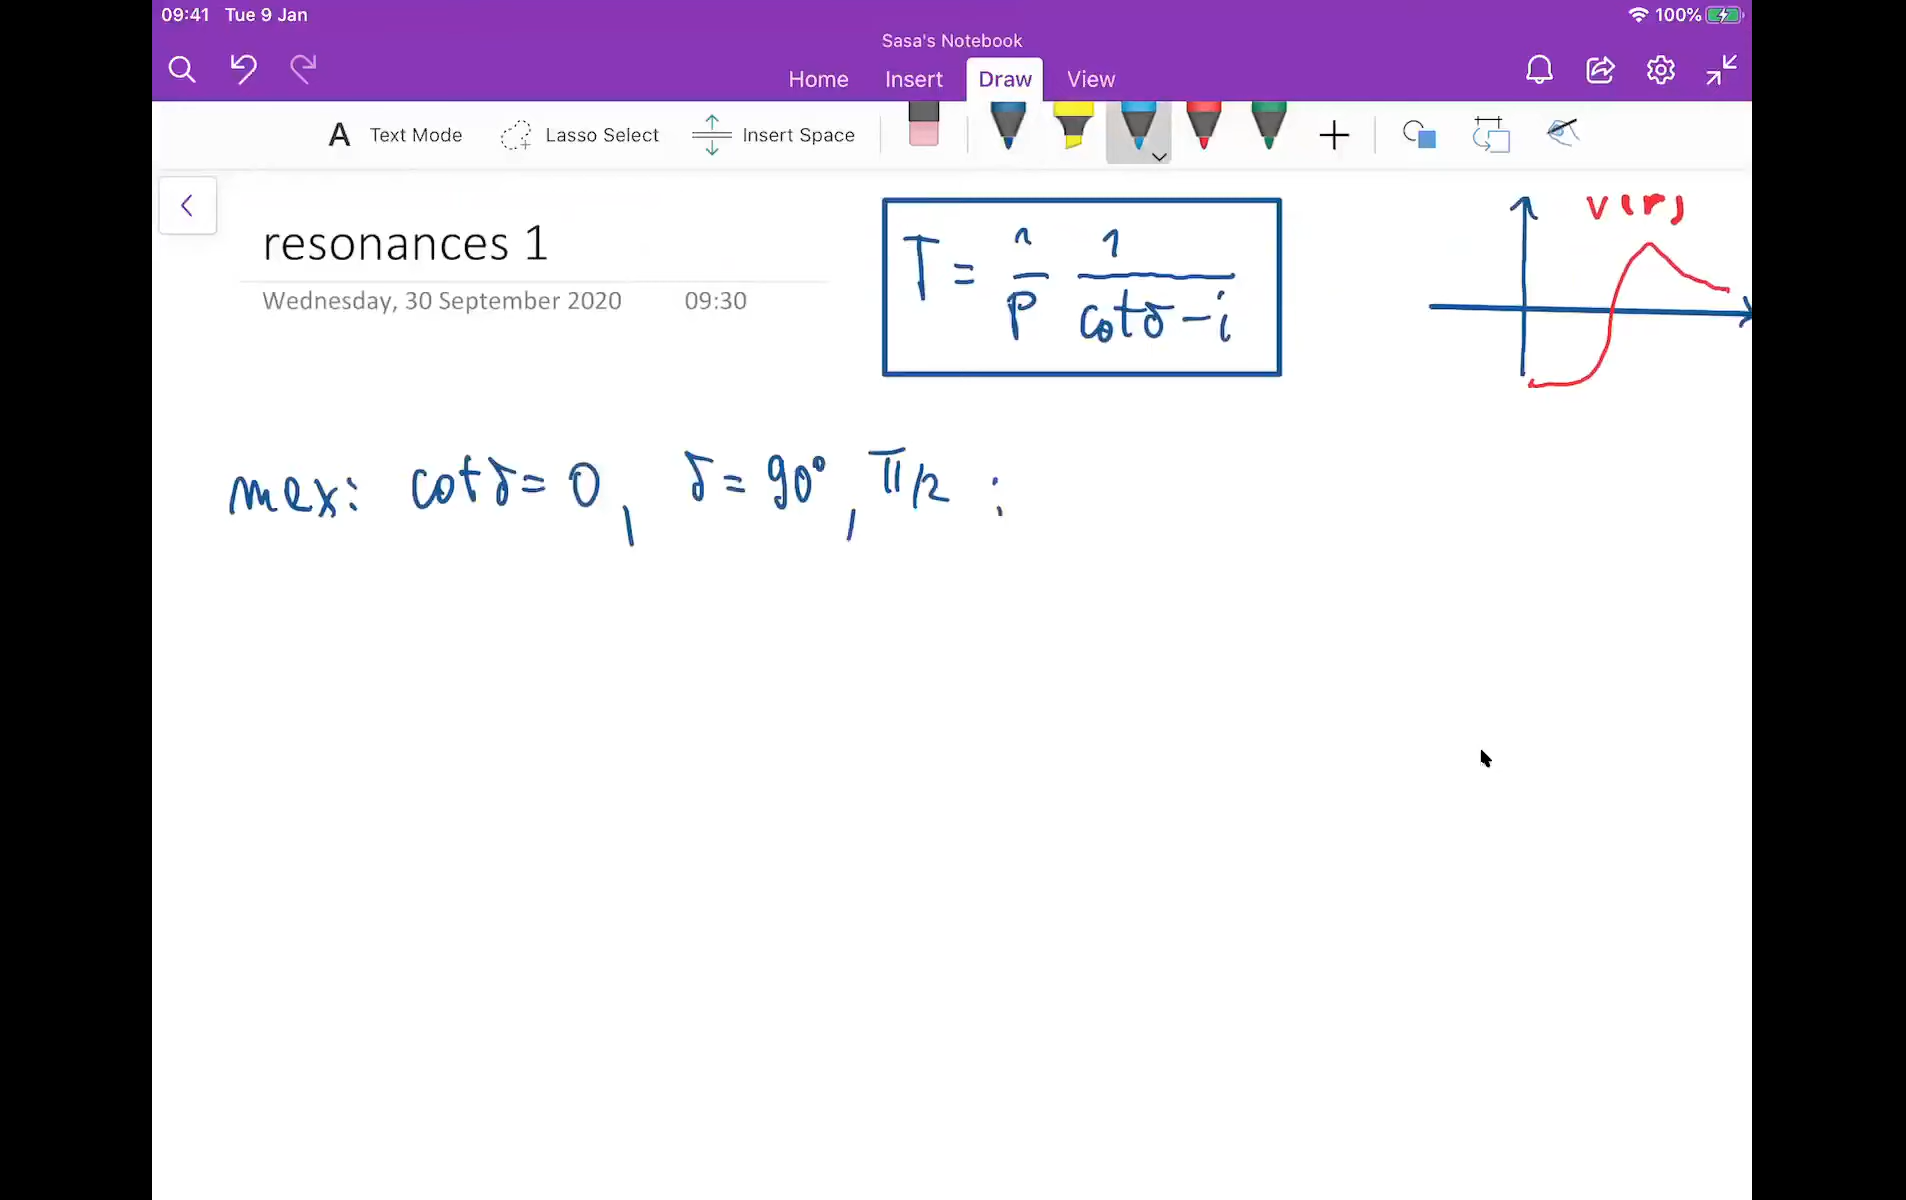 09:41 Tue 9 Jan 100%
Sasa's Notebook
Home Insert Draw View
A Text Mode Lasso Select Insert Space
resonances 1
Wednesday, 30 September 2020 09:30
T = 1/P 1/(cotδ - i)
V(r)
max: cotδ = 0, δ = 90°, π/2 :